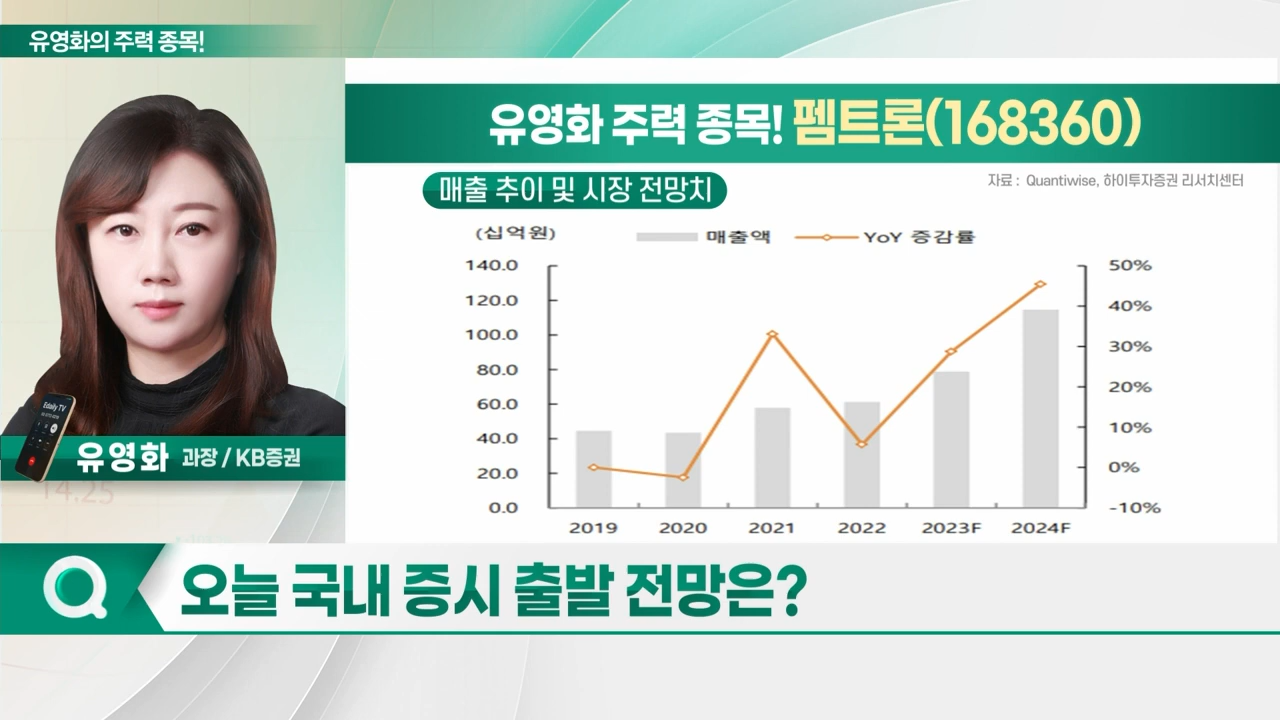 유영화의 주력 종목!
유영화 주력 종목! 펨트론(168360)
매출 추이 및 시장 전망치
자료 : Quantiwise, 하이투자증권 리서치센터
(십억원)
매출액
YoY 증감률
140.0
120.0
100.0
80.0
60.0
40.0
20.0
0.0
50%
40%
30%
20%
10%
0%
-10%
2019 2020 2021 2022 2023F 2024F
Edaily TV
유영화 과장 / KB증권
14.25
오늘 국내 증시 출발 전망은?